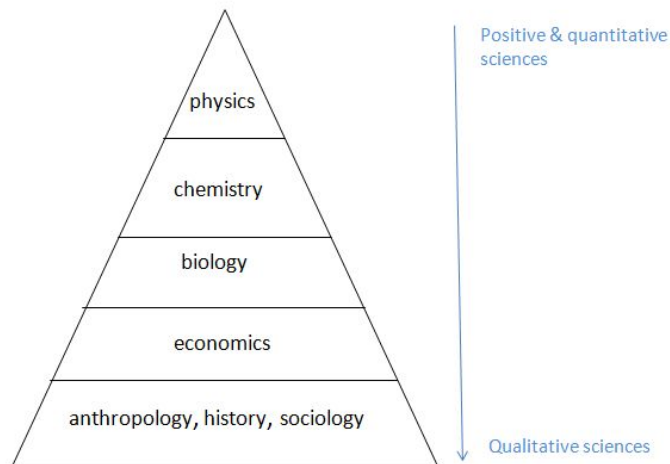 Positive & quantitative
sciences
physics
chemistry
biology
economics
anthropology, history, sociology
Qualitative sciences